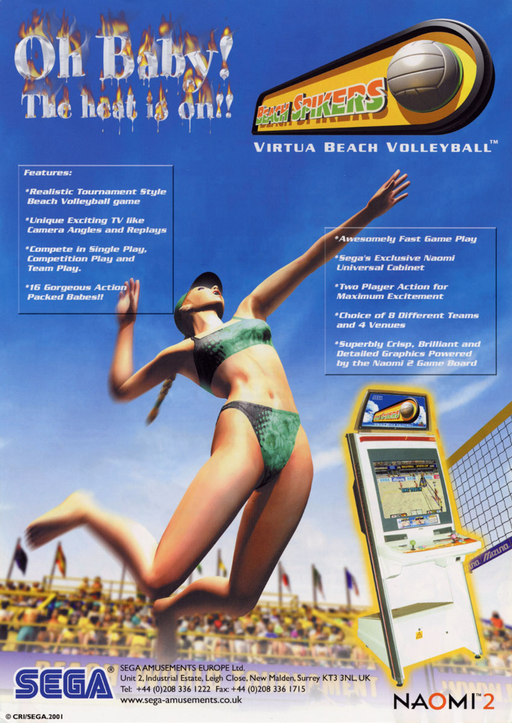 Oh Baby!
The heat is on!!
BEACH SPIKERS
VIRTUA BEACH VOLLEYBALL™
Features:
*Realistic Tournament Style
Beach Volleyball game
*Unique Exciting TV like
Camera Angles and Replays
*Compete in Single Play,
Competition Play and
Team Play.
*16 Gorgeous Action
Packed Babes!!
*Awesomely Fast Game Play
*Sega's Exclusive Naomi
Universal Cabinet
*Two Player Action for
Maximum Excitement
*Choice of 8 Different Teams
and 4 Venues
*Superbly Crisp, Brilliant and
Detailed Graphics Powered
by the Naomi 2 Game Board
Mizuno
SEGA®
SEGA AMUSEMENTS EUROPE Ltd.
Unit 2, Industrial Estate, Leigh Close, New Malden, Surrey KT3 3NL, UK
Tel: +44 (0)208 336 1222 Fax: +44 (0)208 336 1715
www.sega-amusements.co.uk
NAOMI 2
© CRI/SEGA, 2001